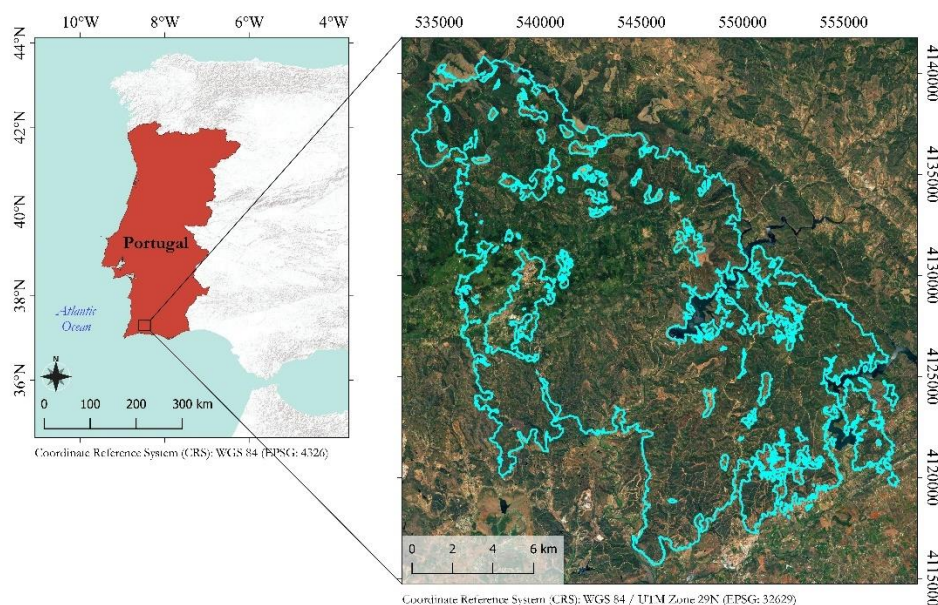 10°W 8°W 6°W 4°W
44°N
42°N
40°N
38°N
36°N
Portugal
Atlantic
Ocean
N
0 100 200 300 km
Coordinate Reference System (CRS): WGS 84 (EPSG: 4326)
535000 540000 545000 550000 555000
4140000
4135000
4130000
4125000
4120000
4115000
0 2 4 6 km
Coordinate Reference System (CRS): WGS 84 / UTM Zone 29N (EPSG: 32629)